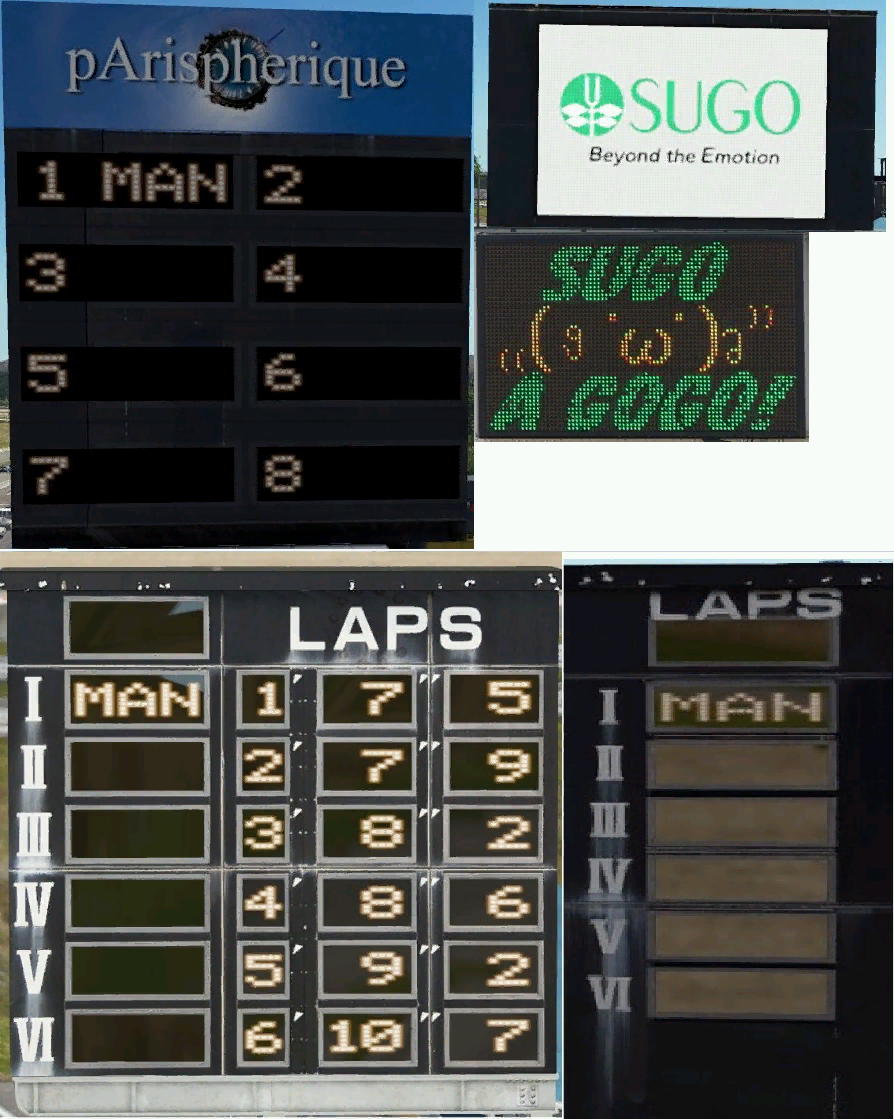 pArispherique
1 MAN 2
3 4
5 6
7 8
SUGO
Beyond the Emotion
SUGO
((（９ ﾟωﾟ )２))
A GOGO!
LAPS
I MAN 1' 7" 5
II 2' 7" 9
III 3' 8" 2
IV 4' 8" 6
V 5' 9" 2
VI 6' 10" 7
LAPS
I MAN
II
III
IV
V
VI